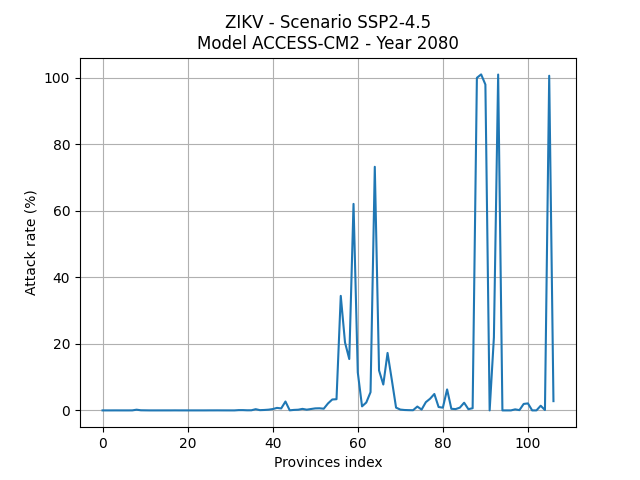 ZIKV - Scenario SSP2-4.5
Model ACCESS-CM2 - Year 2080
100
80
60
40
20
0
Attack rate (%)
0 20 40 60 80 100
Provinces index